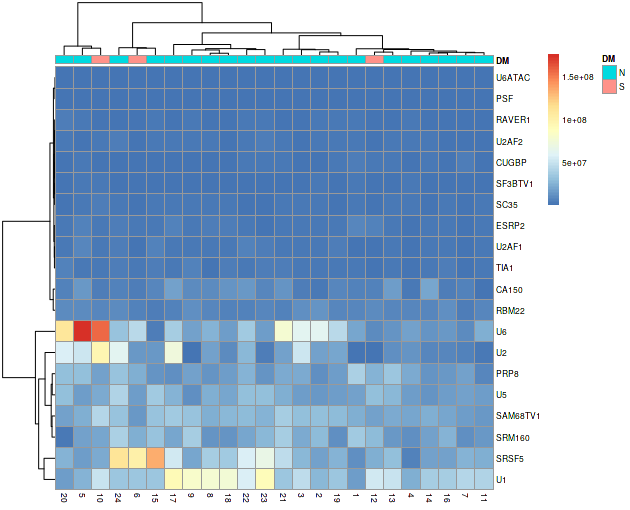 DM
DM
N
S
1.5e+08
1e+08
5e+07
U6ATAC
PSF
RAVER1
U2AF2
CUGBP
SF3BTV1
SC35
ESRP2
U2AF1
TIA1
CA150
RBM22
U6
U2
PRP8
U5
SAM68TV1
SRM160
SRSF5
U1
20 5 10 24 6 15 17 9 8 18 22 23 21 3 2 19 1 12 13 4 14 16 7 11